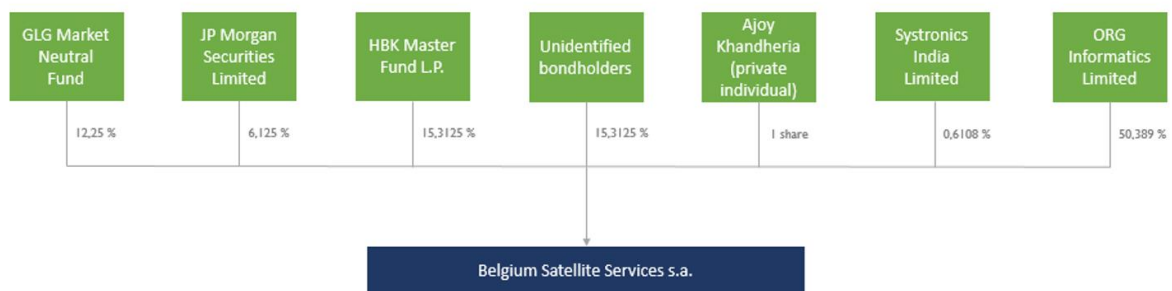 GLG Market
Neutral
Fund
JP Morgan
Securities
Limited
HBK Master
Fund L.P.
Unidentified
bondholders
Ajoy
Khandheria
(private
individual)
Systronics
India
Limited
ORG
Informatics
Limited
12,25 %
6,125 %
15,3125 %
15,3125 %
1 share
0,6108 %
50,389 %
Belgium Satellite Services s.a.